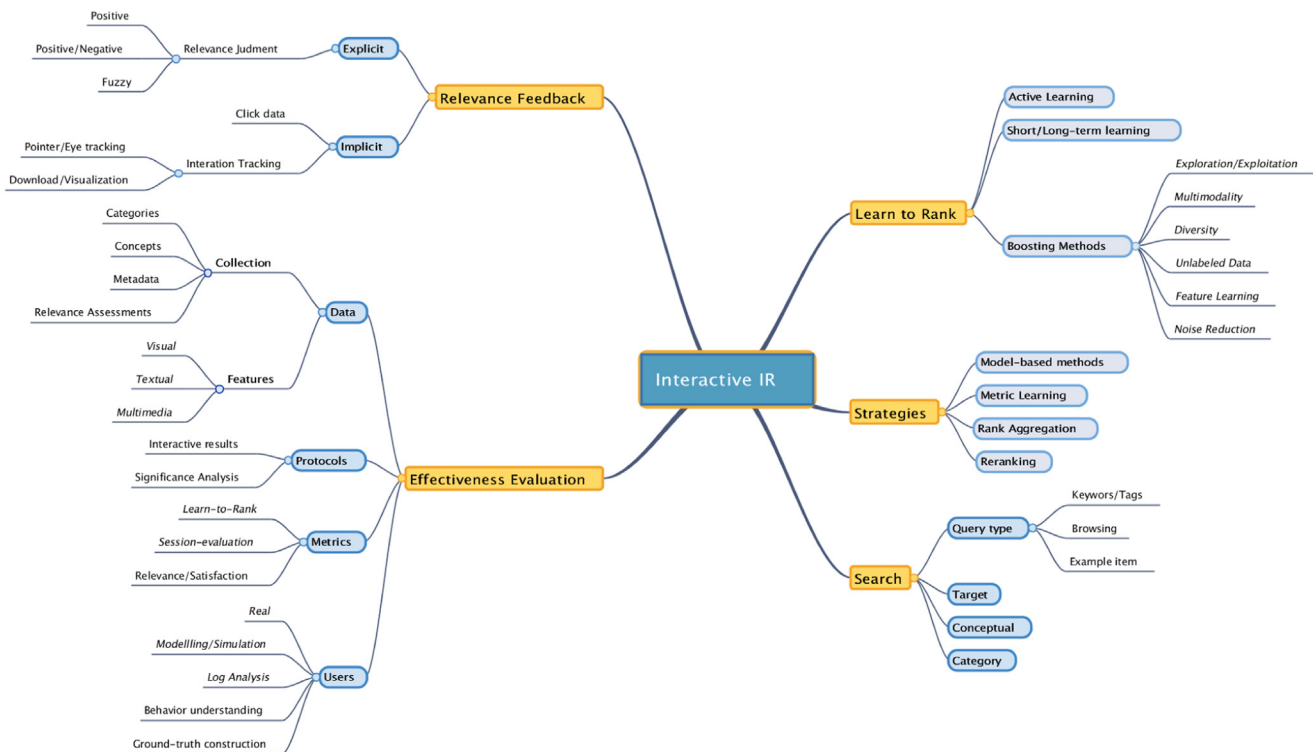 Interactive IR
Relevance Feedback
Explicit
Relevance Judment
Positive
Positive/Negative
Fuzzy
Implicit
Click data
Interation Tracking
Pointer/Eye tracking
Download/Visualization
Effectiveness Evaluation
Data
Collection
Categories
Concepts
Metadata
Relevance Assessments
Features
Visual
Textual
Multimedia
Protocols
Interactive results
Significance Analysis
Metrics
Learn-to-Rank
Session-evaluation
Relevance/Satisfaction
Users
Real
Modellling/Simulation
Log Analysis
Behavior understanding
Ground-truth construction
Learn to Rank
Active Learning
Short/Long-term learning
Boosting Methods
Exploration/Exploitation
Multimodality
Diversity
Unlabeled Data
Feature Learning
Noise Reduction
Strategies
Model-based methods
Metric Learning
Rank Aggregation
Reranking
Search
Query type
Keywors/Tags
Browsing
Example item
Target
Conceptual
Category